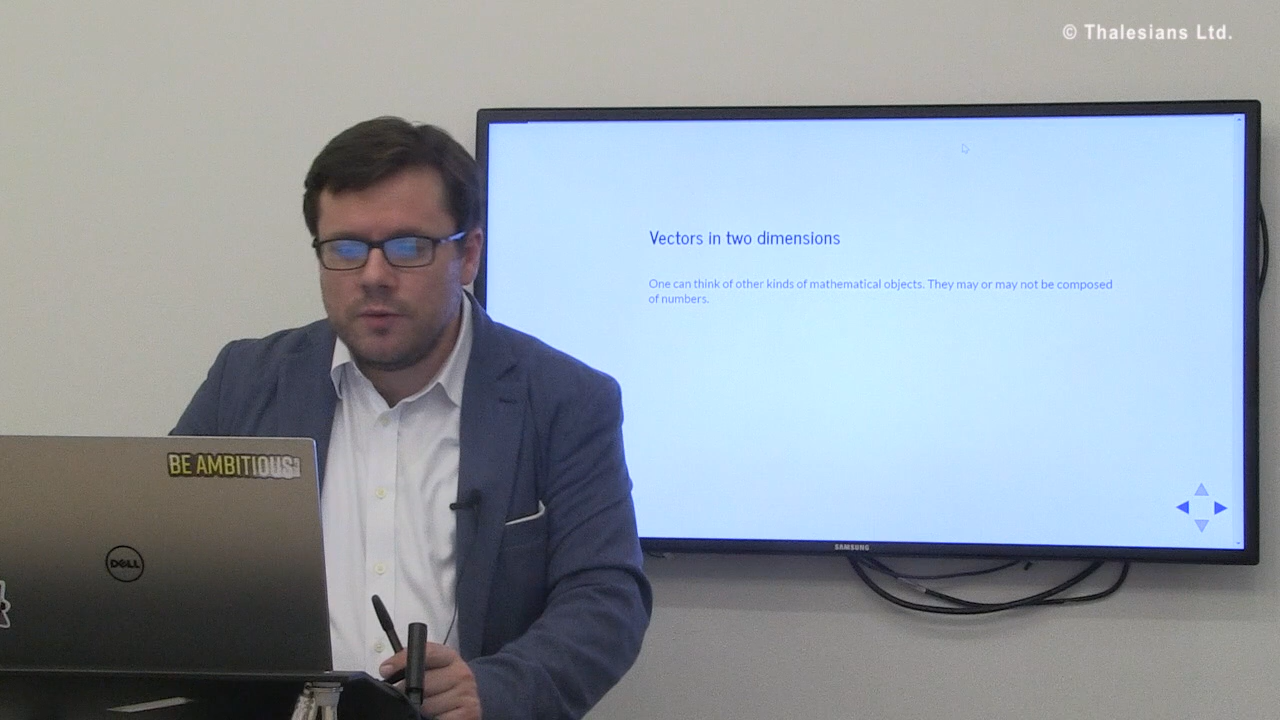 © Thalesians Ltd.
Vectors in two dimensions
One can think of other kinds of mathematical objects. They may or may not be composed
of numbers.
BE AMBITIOUS!
DELL
SAMSUNG